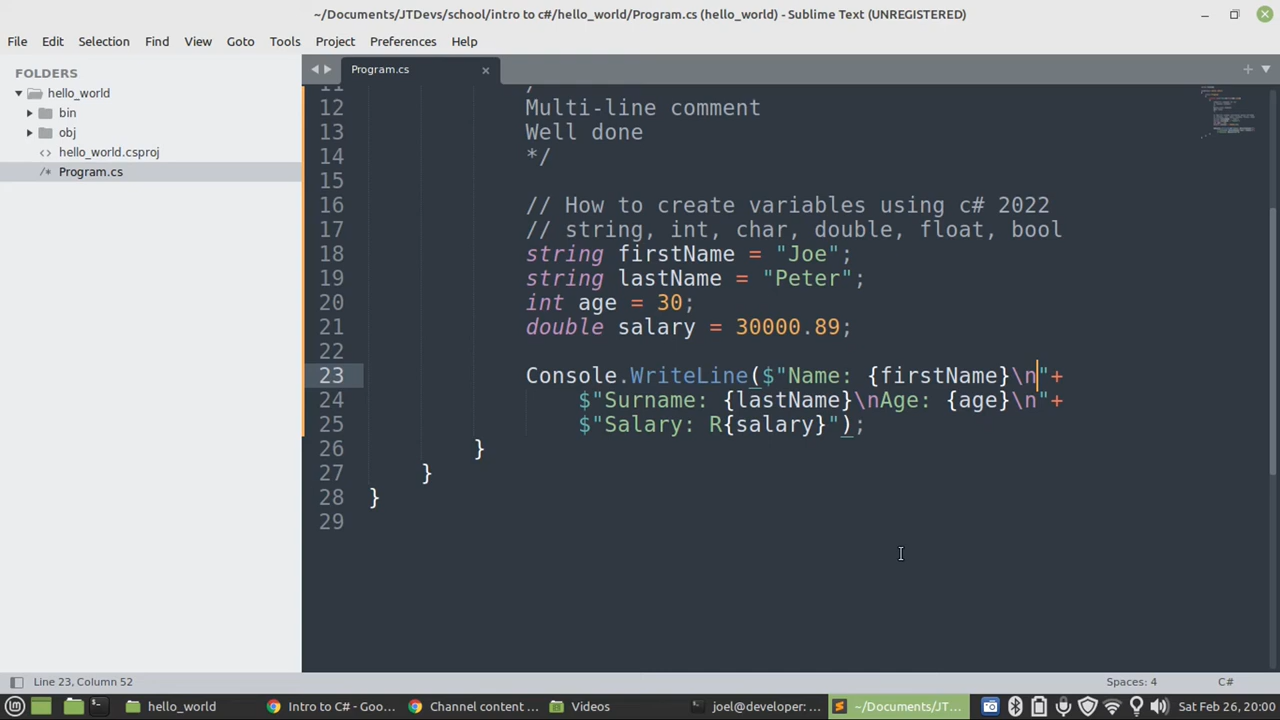 ~/Documents/JTDevs/school/intro to c#/hello_world/Program.cs (hello_world) - Sublime Text (UNREGISTERED)
File Edit Selection Find View Goto Tools Project Preferences Help
FOLDERS
hello_world
bin
obj
<> hello_world.csproj
/* Program.cs
Program.cs
11 /*
12 Multi-line comment
13 Well done
14 */
15
16 // How to create variables using c# 2022
17 // string, int, char, double, float, bool
18 string firstName = "Joe";
19 string lastName = "Peter";
20 int age = 30;
21 double salary = 30000.89;
22
23 Console.WriteLine($"Name: {firstName}\n"+
24 $"Surname: {lastName}\nAge: {age}\n"+
25 $"Salary: R{salary}");
26 }
27 }
28 }
29
Line 23, Column 52 Spaces: 4 C#
hello_world Intro to C# - Goo... Channel content ... Videos joel@developer: ... ~/Documents/JT... Sat Feb 26, 20:00